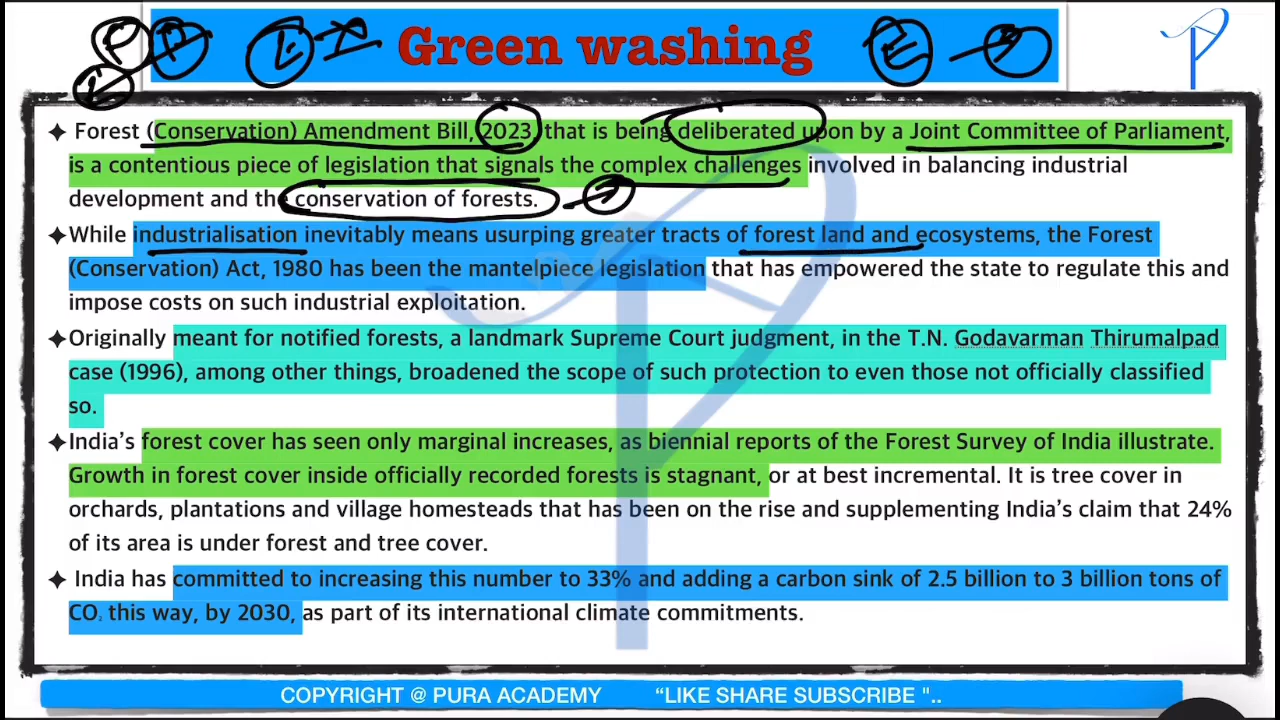 Green washing
✦ Forest (Conservation) Amendment Bill, 2023, that is being deliberated upon by a Joint Committee of Parliament,
is a contentious piece of legislation that signals the complex challenges involved in balancing industrial
development and the conservation of forests.
✦While industrialisation inevitably means usurping greater tracts of forest land and ecosystems, the Forest
(Conservation) Act, 1980 has been the mantelpiece legislation that has empowered the state to regulate this and
impose costs on such industrial exploitation.
✦Originally meant for notified forests, a landmark Supreme Court judgment, in the T.N. Godavarman Thirumalpad
case (1996), among other things, broadened the scope of such protection to even those not officially classified
so.
✦India’s forest cover has seen only marginal increases, as biennial reports of the Forest Survey of India illustrate.
Growth in forest cover inside officially recorded forests is stagnant, or at best incremental. It is tree cover in
orchards, plantations and village homesteads that has been on the rise and supplementing India’s claim that 24%
of its area is under forest and tree cover.
✦ India has committed to increasing this number to 33% and adding a carbon sink of 2.5 billion to 3 billion tons of
CO₂ this way, by 2030, as part of its international climate commitments.
COPYRIGHT @ PURA ACADEMY “LIKE SHARE SUBSCRIBE "..